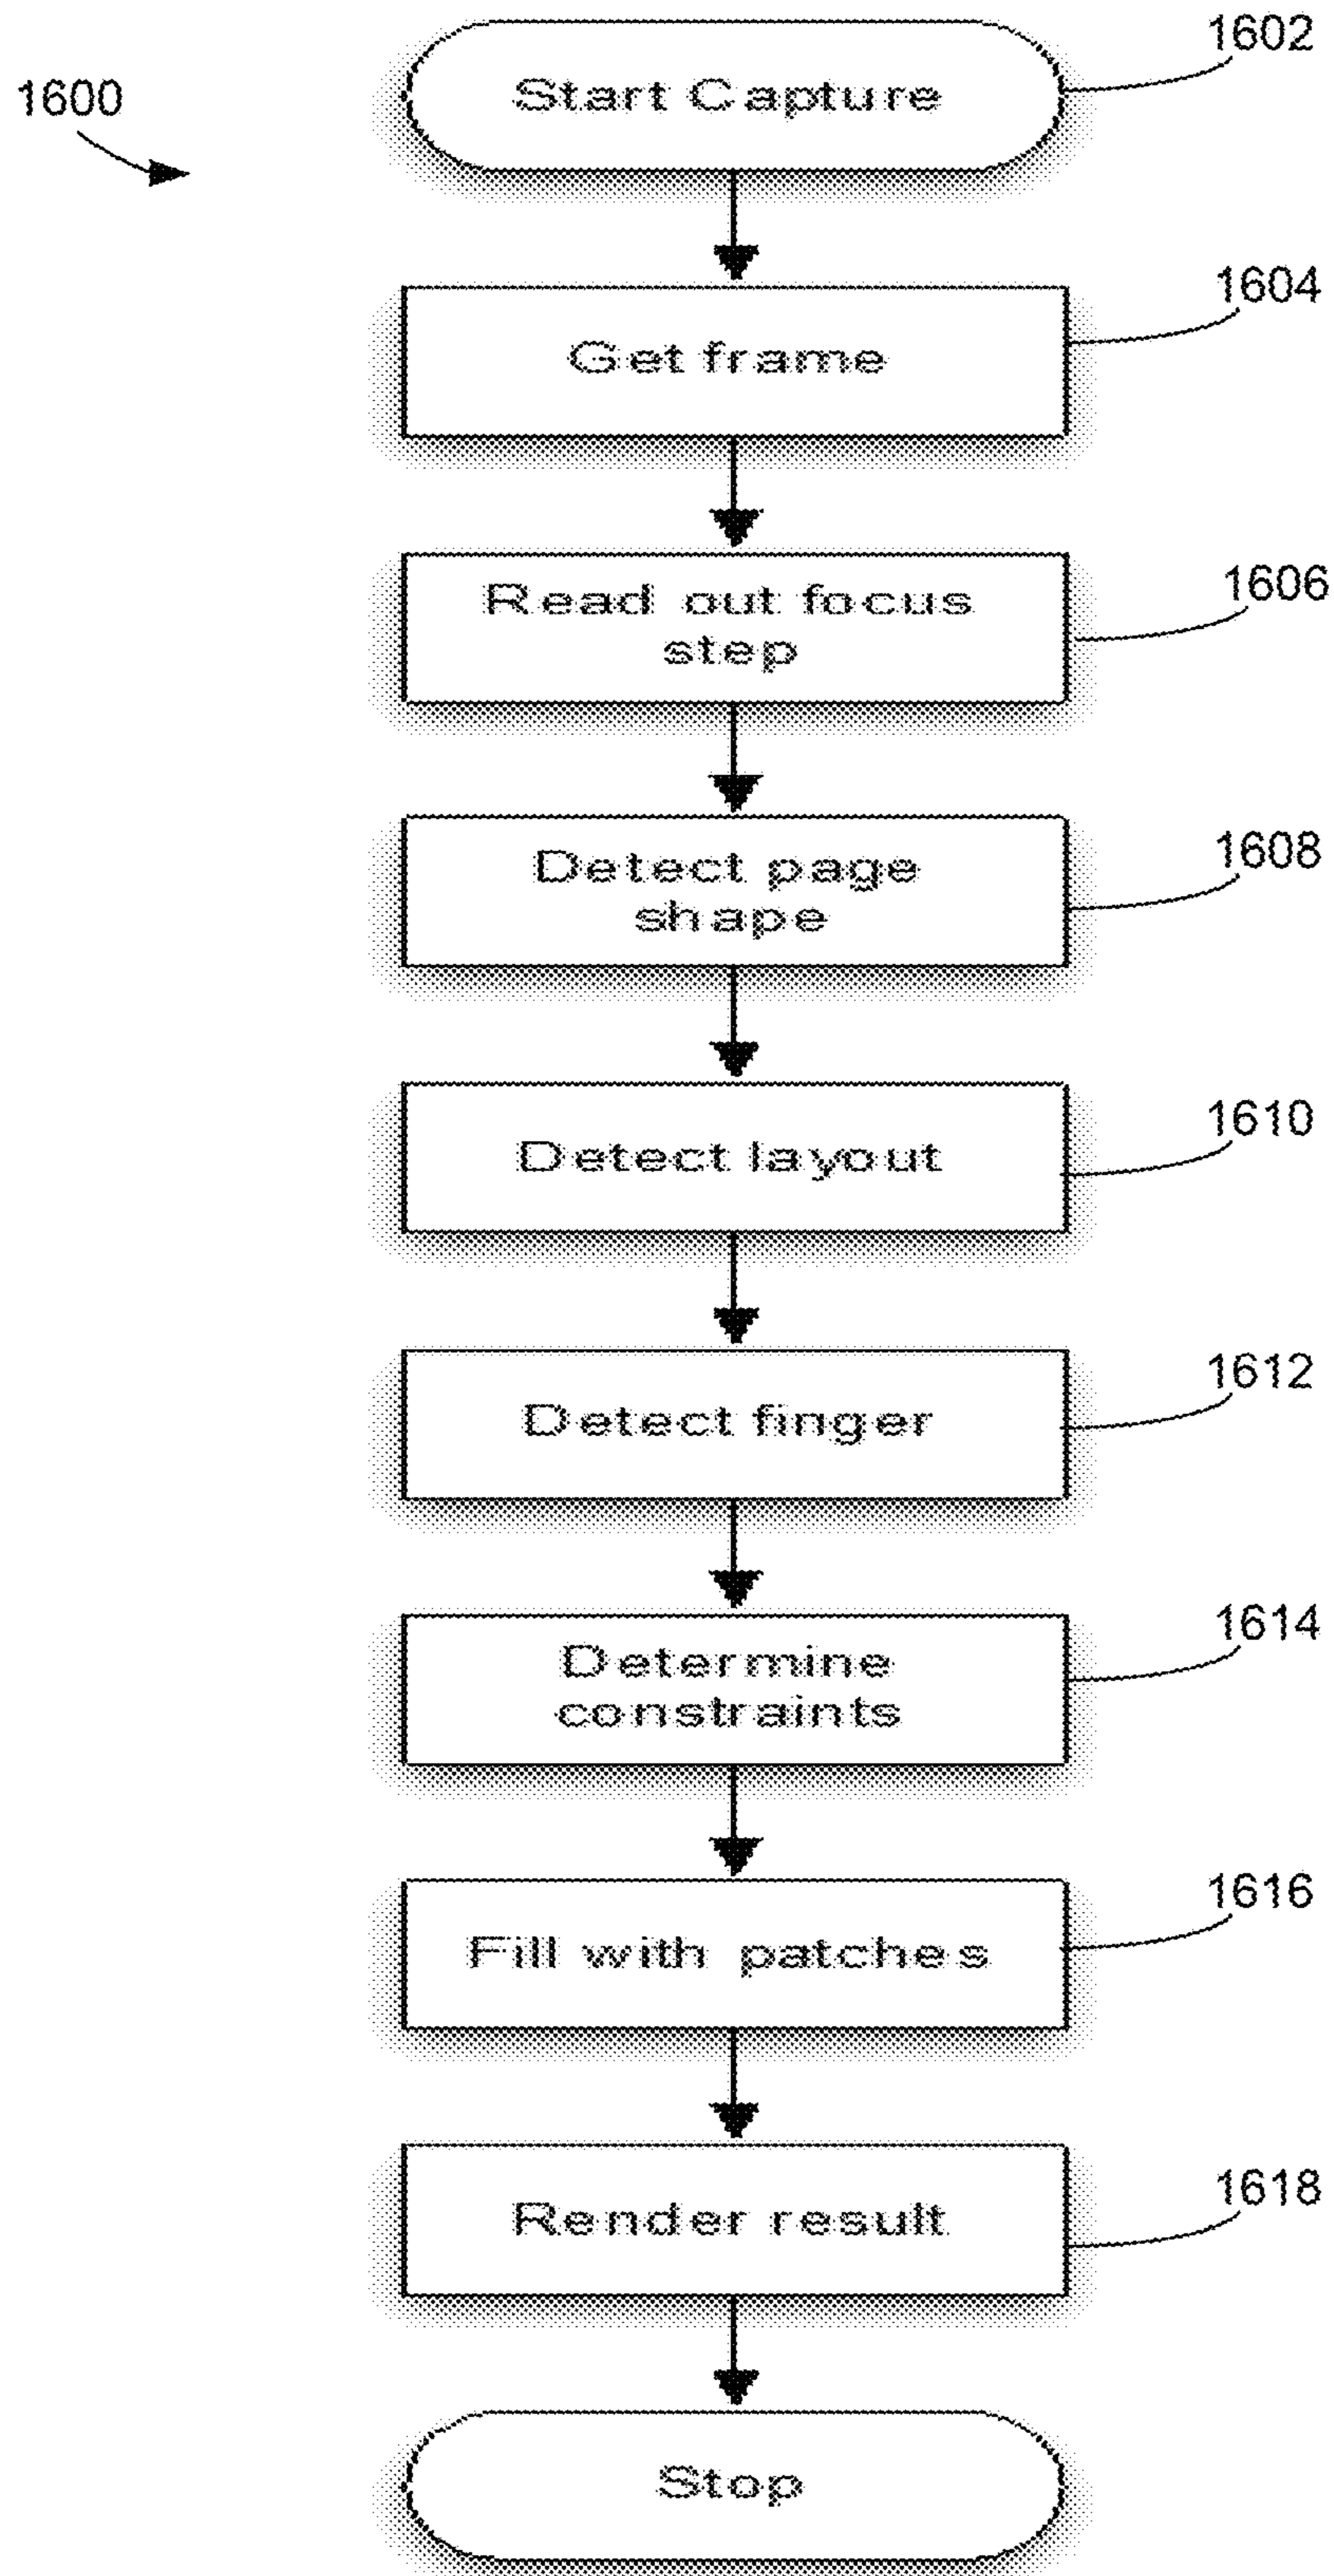 1602
Start Capture
1600
1604
Get frame
1606
Read out focus
step
1608
Detect page
shape
1610
Detect layout
1612
Detect finger
1614
Determine
constraints
1616
Fill with patches
1618
Render result
Stop